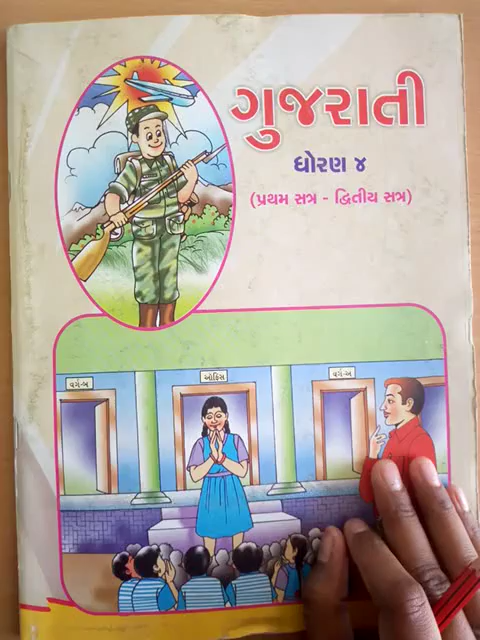 ગુજરાતી
ધોરણ ૪
(પ્રથમ સત્ર - દ્વિતીય સત્ર)
વર્ગ-બ
ઓફિસ
વર્ગ-અ